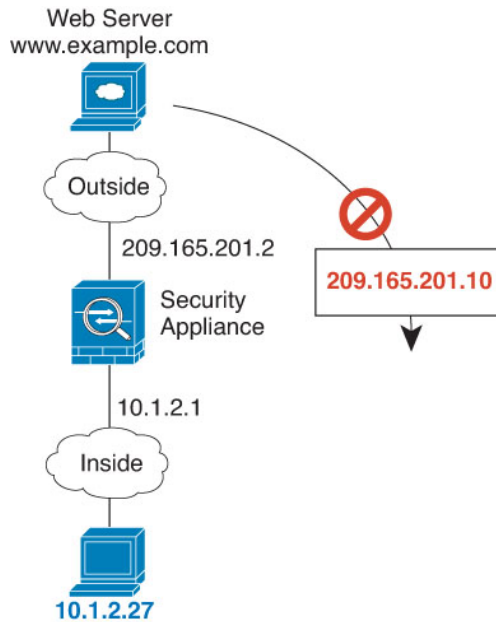 Web Server
www.example.com
Outside
209.165.201.2
209.165.201.10
Security
Appliance
10.1.2.1
Inside
10.1.2.27